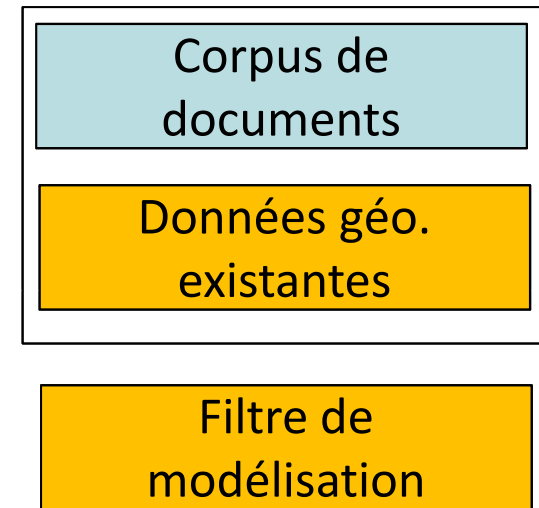 Corpus de
documents
Données géo.
existantes
Filtre de
modélisation